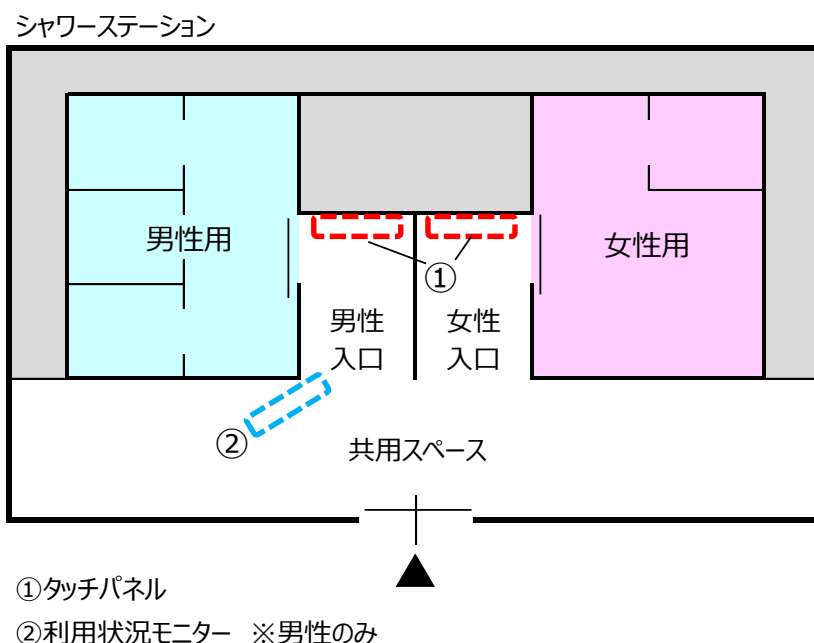 シャワーステーション
男性用
女性用
①
男性
入口
女性
入口
②
共用スペース
①タッチパネル
②利用状況モニター　※男性のみ